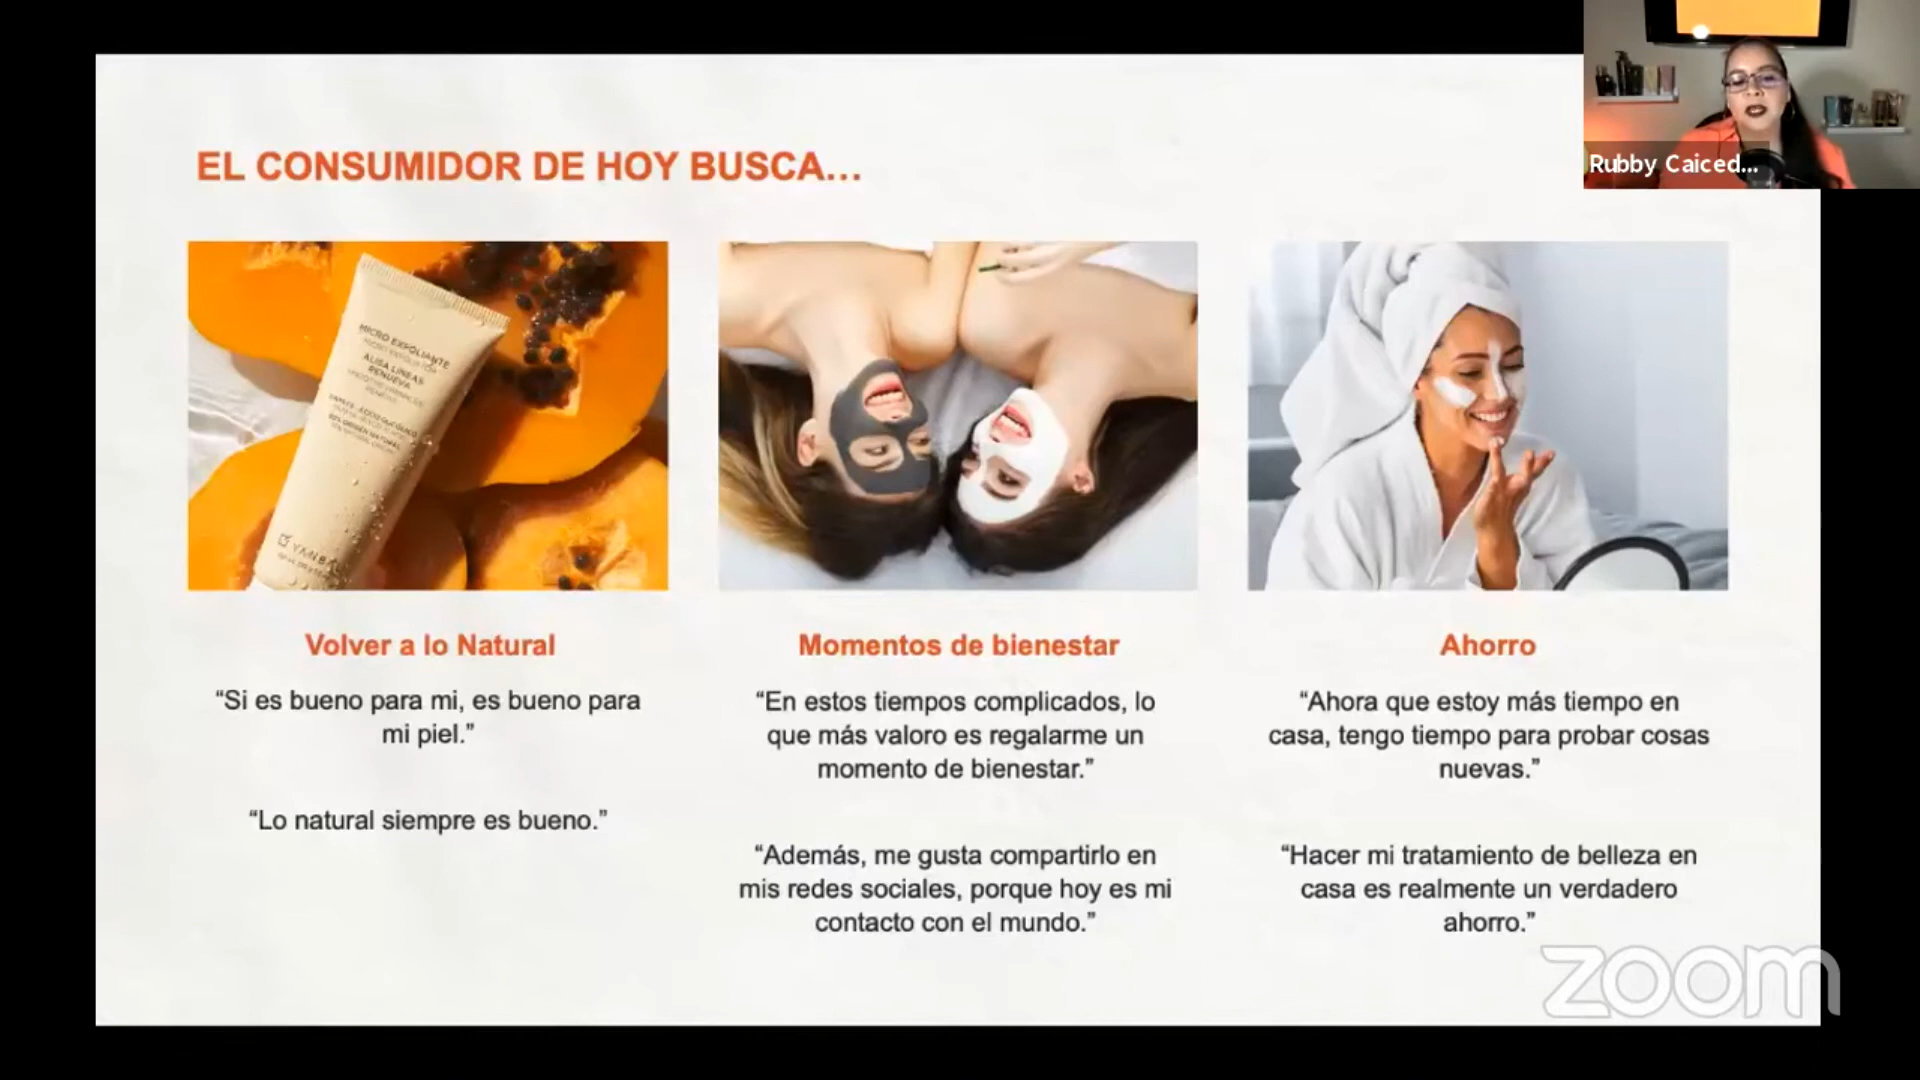 EL CONSUMIDOR DE HOY BUSCA...
Rubby Caiced...
MICRO EXFOLIANTE
ALISA LÍNEAS
RENUEVA
YANBAL
Volver a lo Natural
“Si es bueno para mi, es bueno para
mi piel.”
“Lo natural siempre es bueno.”
Momentos de bienestar
“En estos tiempos complicados, lo
que más valoro es regalarme un
momento de bienestar.”
“Además, me gusta compartirlo en
mis redes sociales, porque hoy es mi
contacto con el mundo.”
Ahorro
“Ahora que estoy más tiempo en
casa, tengo tiempo para probar cosas
nuevas.”
“Hacer mi tratamiento de belleza en
casa es realmente un verdadero
ahorro.”
zoom